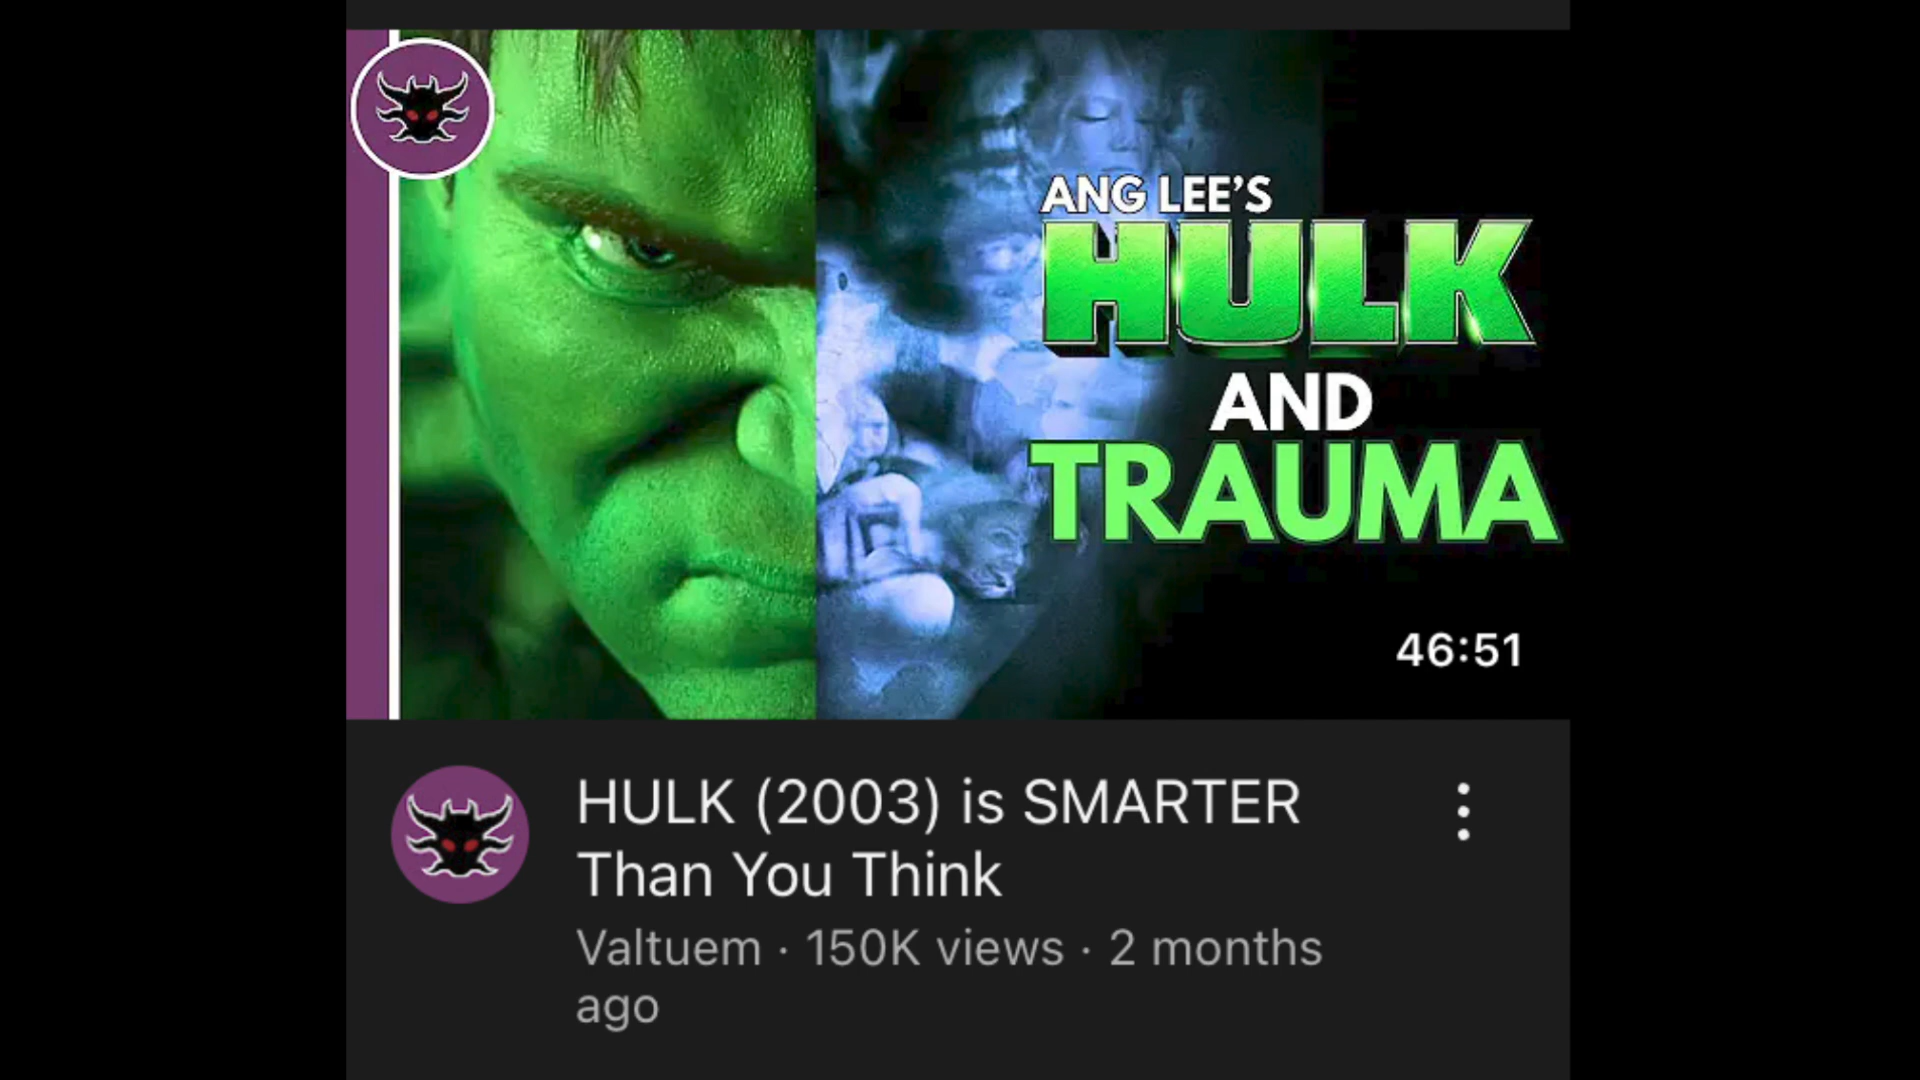 ANG LEE’S
HULK
AND
TRAUMA
46:51
HULK (2003) is SMARTER
Than You Think
Valtuem · 150K views · 2 months
ago